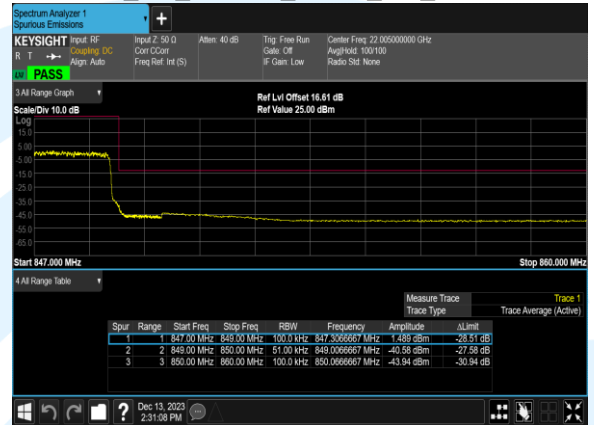 Spectrum Analyzer 1
Spurious Emissions
KEYSIGHT
R T
LXI PASS
Input: RF
Coupling: DC
Align: Auto
Input Z: 50 Ω
Corr CCorr
Freq Ref: Int (S)
Atten: 40 dB
Trig: Free Run
Gate: Off
IF Gain: Low
Center Freq: 22.005000000 GHz
Avg|Hold: 100/100
Radio Std: None
3 All Range Graph
Scale/Div 10.0 dB
Ref Lvl Offset 16.61 dB
Ref Value 25.00 dBm
Log
15.0
5.00
-5.00
-15.0
-25.0
-35.0
-45.0
-55.0
-65.0
Start 847.000 MHz
Stop 860.000 MHz
4 All Range Table
Measure Trace Trace 1
Trace Type Trace Average (Active)
Spur Range Start Freq Stop Freq RBW Frequency Amplitude ΔLimit
1 1 847.00 MHz 849.00 MHz 100.0 kHz 847.3066667 MHz 1.489 dBm -28.51 dB
2 2 849.00 MHz 850.00 MHz 51.00 kHz 849.0066667 MHz -40.58 dBm -27.58 dB
3 3 850.00 MHz 860.00 MHz 100.0 kHz 850.0666667 MHz -43.94 dBm -30.94 dB
?
Dec 13, 2023
2:31:08 PM